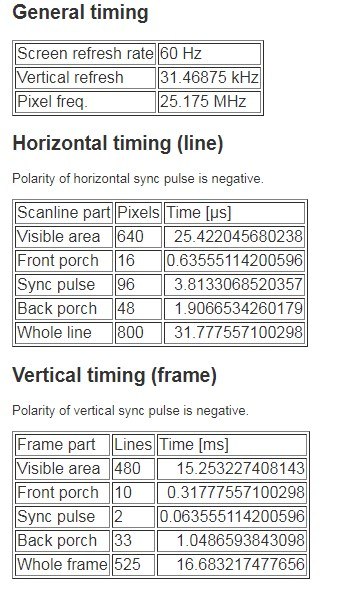 General timing
Screen refresh rate 60 Hz
Vertical refresh 31.46875 kHz
Pixel freq. 25.175 MHz
Horizontal timing (line)
Polarity of horizontal sync pulse is negative.
Scanline part Pixels Time [µs]
Visible area 640 25.422045680238
Front porch 16 0.63555114200596
Sync pulse 96 3.8133068520357
Back porch 48 1.9066534260179
Whole line 800 31.777557100298
Vertical timing (frame)
Polarity of vertical sync pulse is negative.
Frame part Lines Time [ms]
Visible area 480 15.253227408143
Front porch 10 0.31777557100298
Sync pulse 2 0.063555114200596
Back porch 33 1.0486593843098
Whole frame 525 16.683217477656